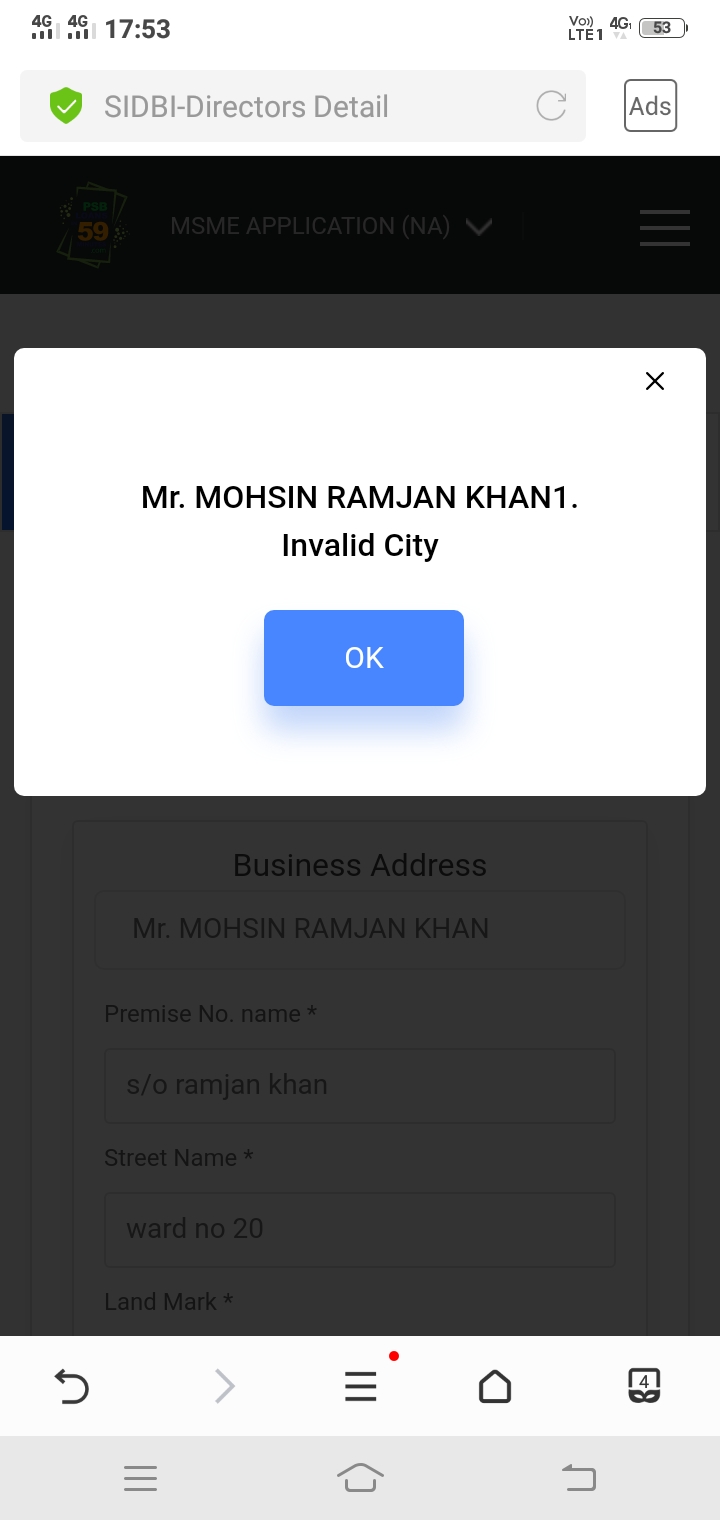 4G 4G 17:53 Vo)) LTE1 4G 53
SIDBI-Directors Detail Ads
PSB
59
MSME APPLICATION (NA)
Mr. MOHSIN RAMJAN KHAN1.
Invalid City
OK
Business Address
Mr. MOHSIN RAMJAN KHAN
Premise No. name *
s/o ramjan khan
Street Name *
ward no 20
Land Mark *
4